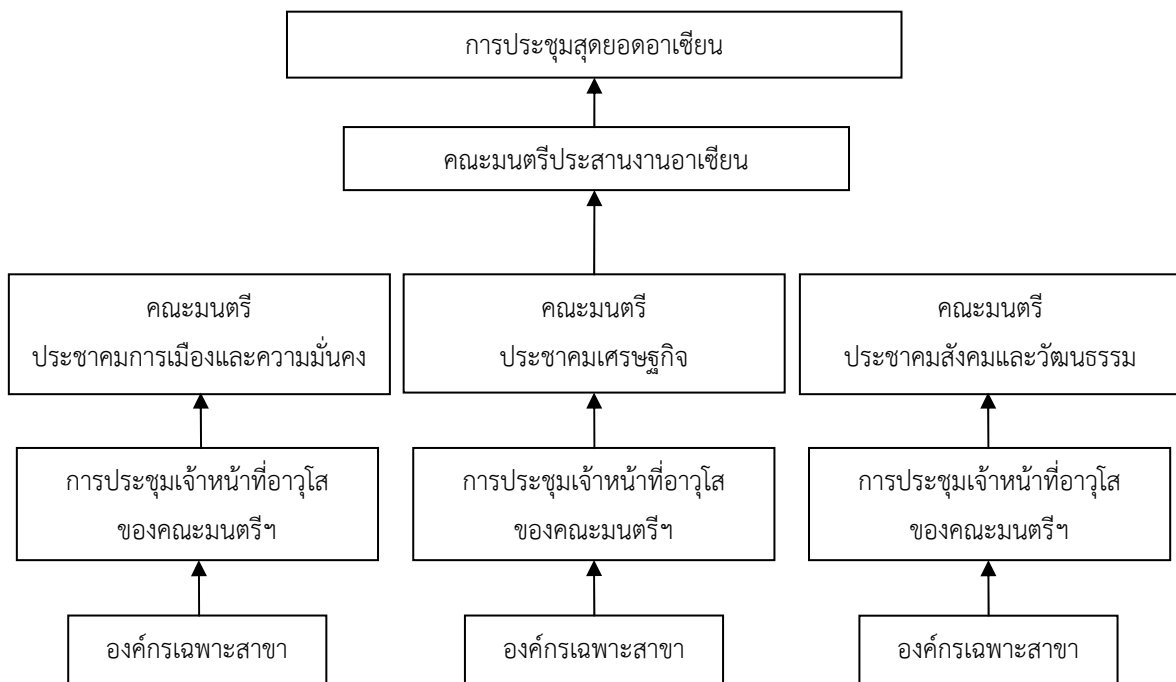 การประชุมสุดยอดอาเซียน
คณะมนตรีประสานงานอาเซียน
คณะมนตรี
ประชาคมการเมืองและความมั่นคง
คณะมนตรี
ประชาคมเศรษฐกิจ
คณะมนตรี
ประชาคมสังคมและวัฒนธรรม
การประชุมเจ้าหน้าที่อาวุโส
ของคณะมนตรีฯ
การประชุมเจ้าหน้าที่อาวุโส
ของคณะมนตรีฯ
การประชุมเจ้าหน้าที่อาวุโส
ของคณะมนตรีฯ
องค์กรเฉพาะสาขา
องค์กรเฉพาะสาขา
องค์กรเฉพาะสาขา